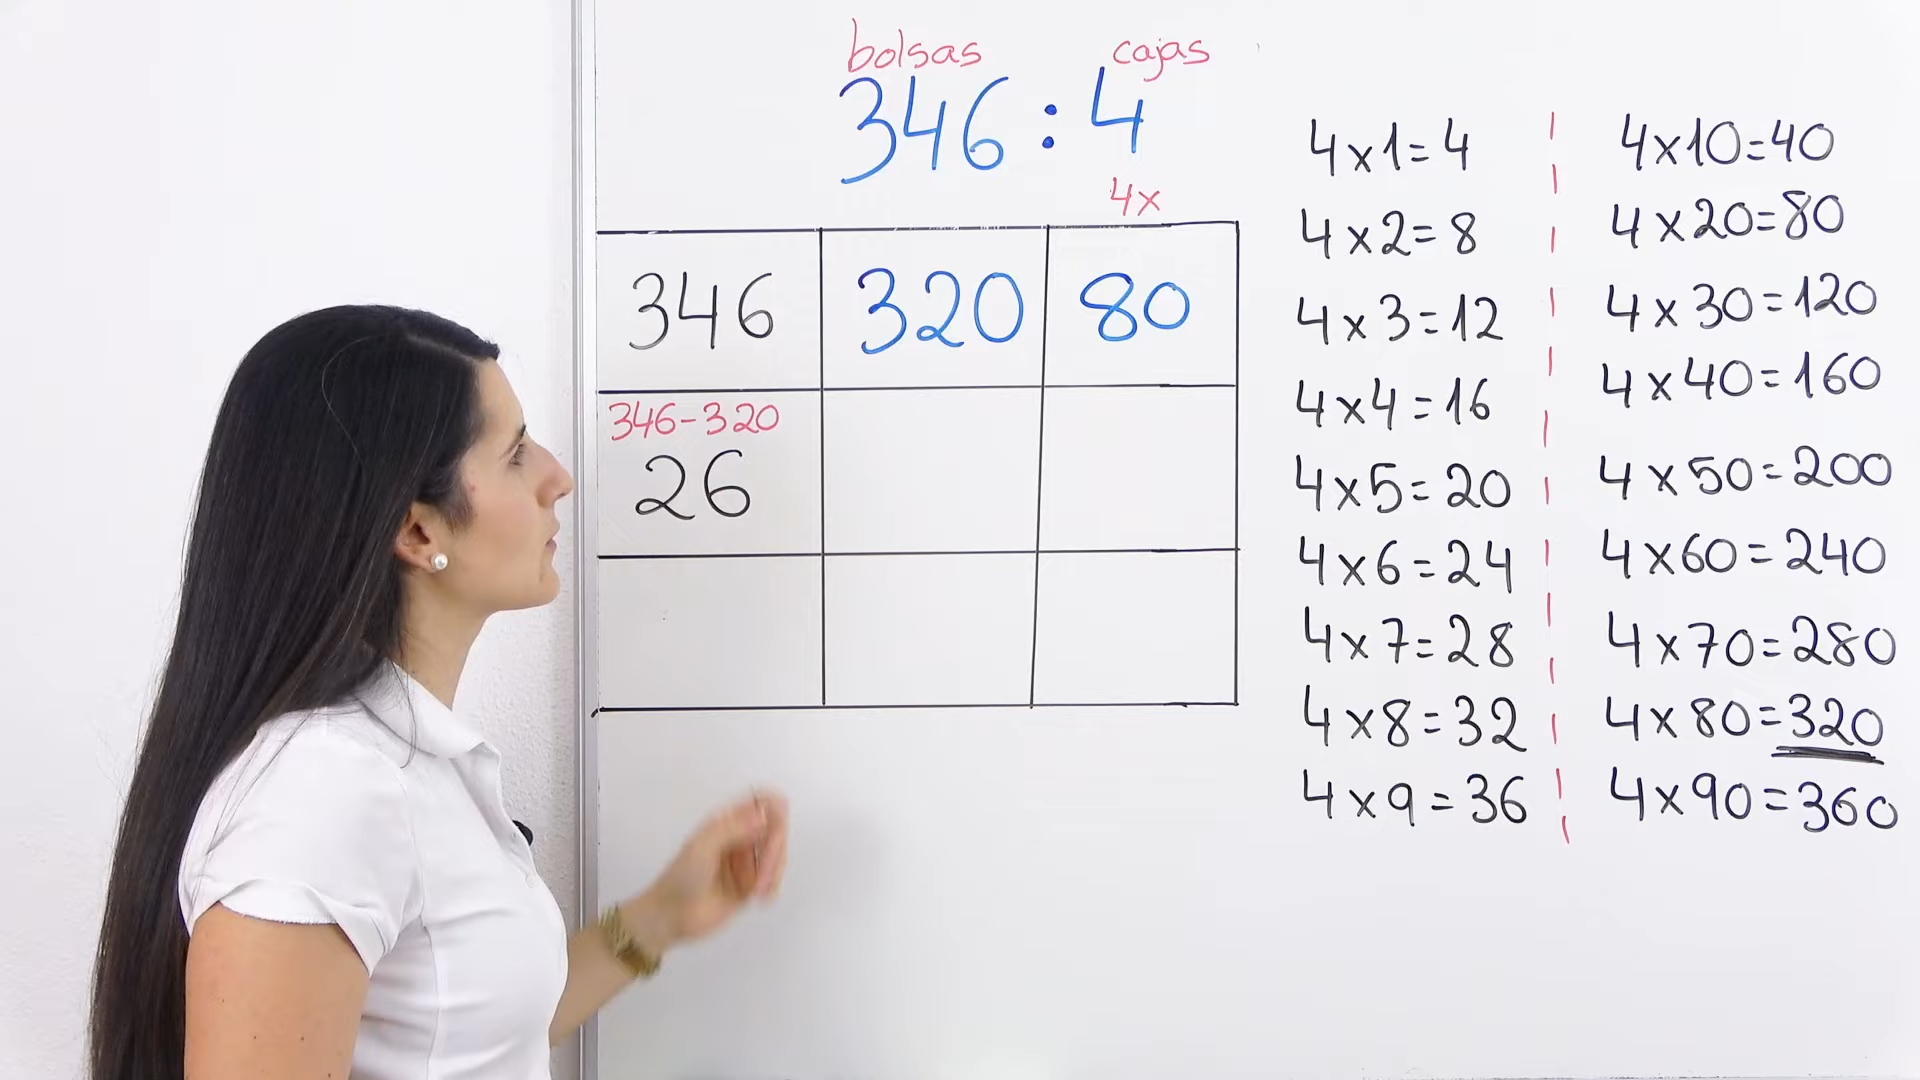 bolsas cajas
346 : 4
4x
346 320 80
346-320
26
4x1=4
4x2=8
4x3=12
4x4=16
4x5=20
4x6=24
4x7=28
4x8=32
4x9=36
4x10=40
4x20=80
4x30=120
4x40=160
4x50=200
4x60=240
4x70=280
4x80=320
4x90=360